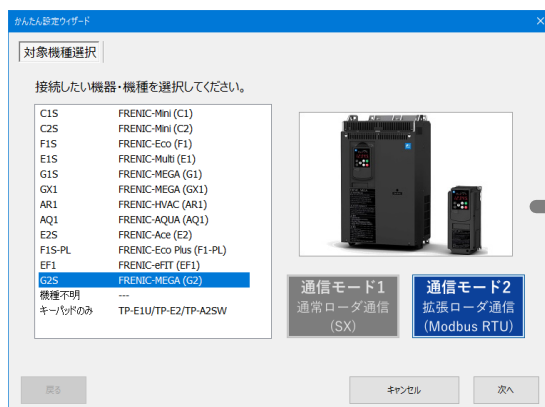 かんたん設定ウィザード
対象機種選択
接続したい機器・機種を選択してください。
C1S FRENIC-Mini (C1)
C2S FRENIC-Mini (C2)
F1S FRENIC-Eco (F1)
E1S FRENIC-Multi (E1)
G1S FRENIC-MEGA (G1)
GX1 FRENIC-MEGA (GX1)
AR1 FRENIC-HVAC (AR1)
AQ1 FRENIC-AQUA (AQ1)
E2S FRENIC-Ace (E2)
F1S-PL FRENIC-Eco Plus (F1-PL)
EF1 FRENIC-eFIT (EF1)
G2S FRENIC-MEGA (G2)
機種不明 ---
キーパッドのみ TP-E1U/TP-E2/TP-A2SW
通信モード1
通常ローダ通信
(SX)
通信モード2
拡張ローダ通信
(Modbus RTU)
戻る
キャンセル
次へ